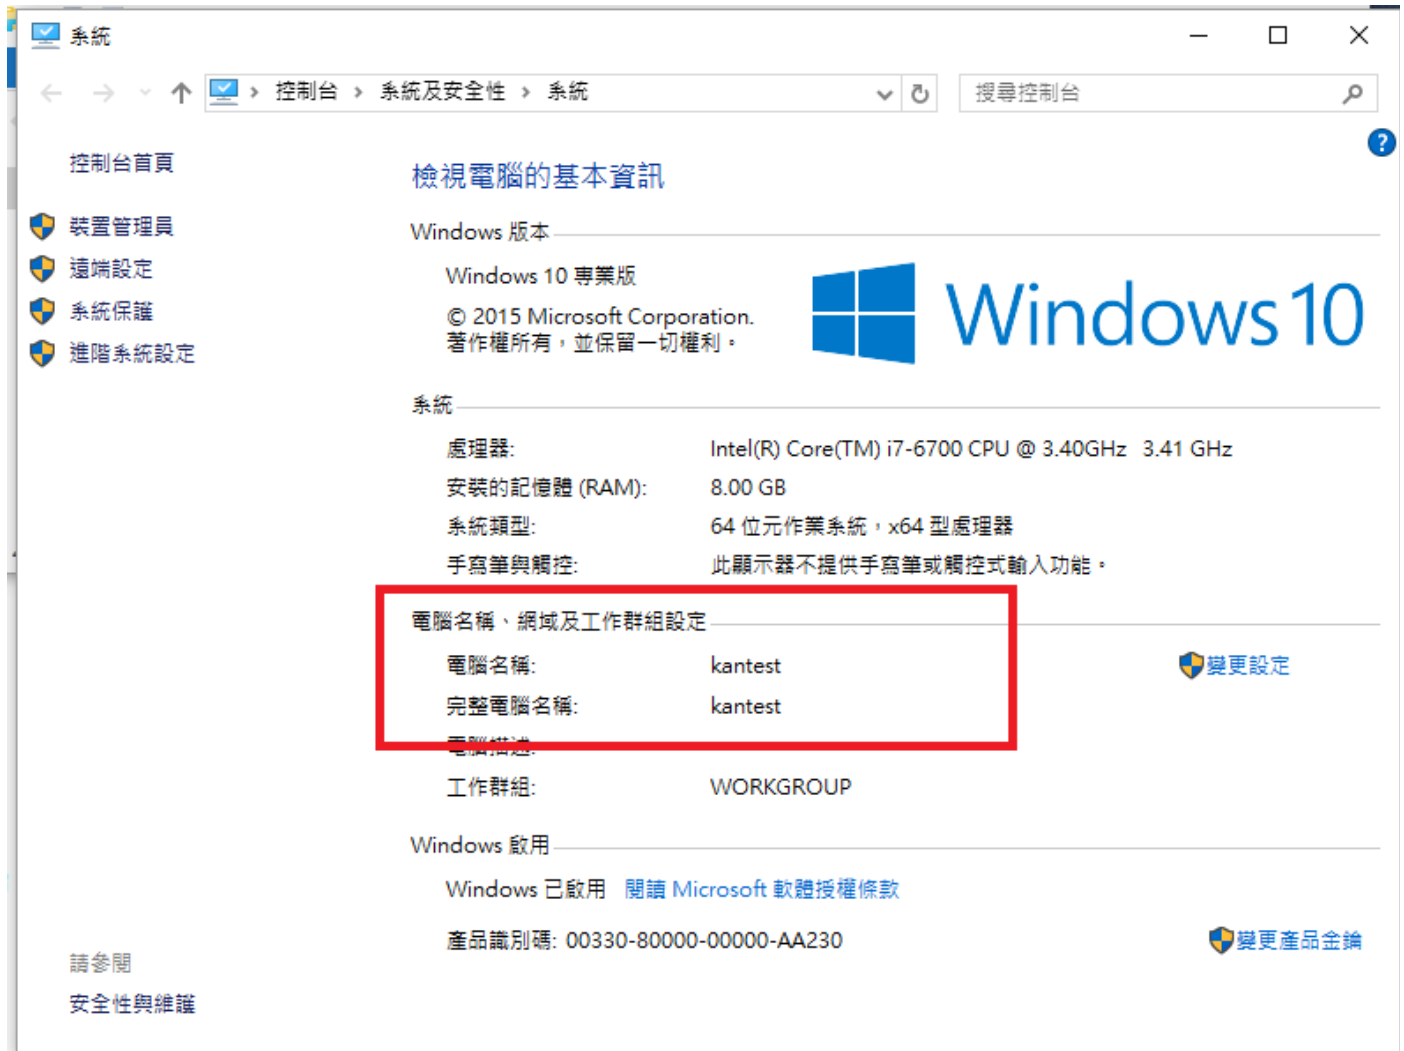 系統
控制台 > 系統及安全性 > 系統
搜尋控制台
控制台首頁
裝置管理員
遠端設定
系統保護
進階系統設定
請參閱
安全性與維護
檢視電腦的基本資訊
Windows 版本
Windows 10 專業版
© 2015 Microsoft Corporation.
著作權所有，並保留一切權利。
Windows 10
系統
處理器: Intel(R) Core(TM) i7-6700 CPU @ 3.40GHz 3.41 GHz
安裝的記憶體 (RAM): 8.00 GB
系統類型: 64 位元作業系統，x64 型處理器
手寫筆與觸控: 此顯示器不提供手寫筆或觸控式輸入功能。
電腦名稱、網域及工作群組設定
電腦名稱: kantest 變更設定
完整電腦名稱: kantest
電腦描述:
工作群組: WORKGROUP
Windows 啟用
Windows 已啟用 閱讀 Microsoft 軟體授權條款
產品識別碼: 00330-80000-00000-AA230 變更產品金鑰